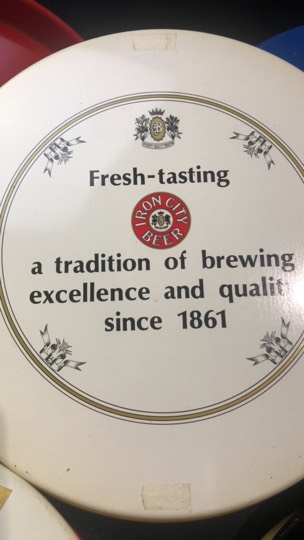 Fresh-tasting
IRON CITY
BEER
a tradition of brewing
excellence and qualit
since 1861